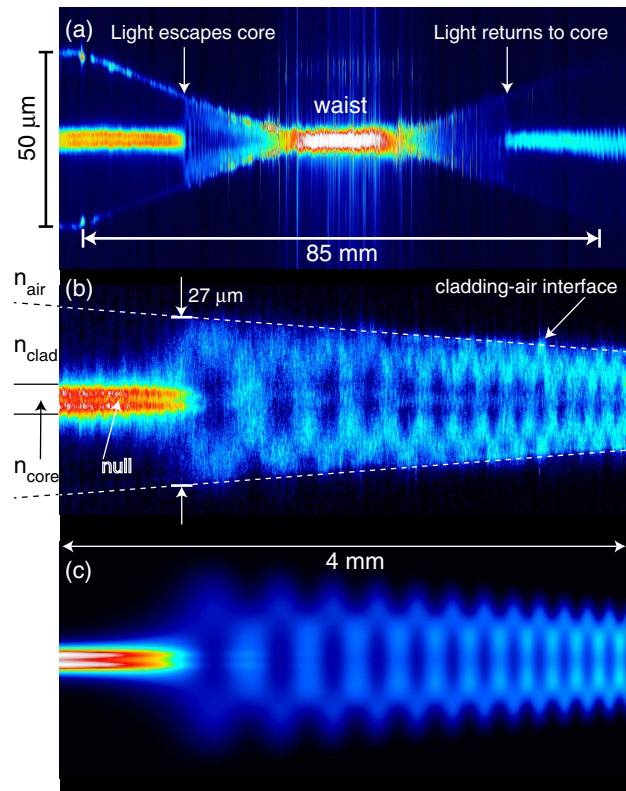 (a)
Light escapes core
Light returns to core
waist
50 μm
85 mm
n_air
(b)
27 μm
cladding-air interface
n_clad
null
n_core
4 mm
(c)